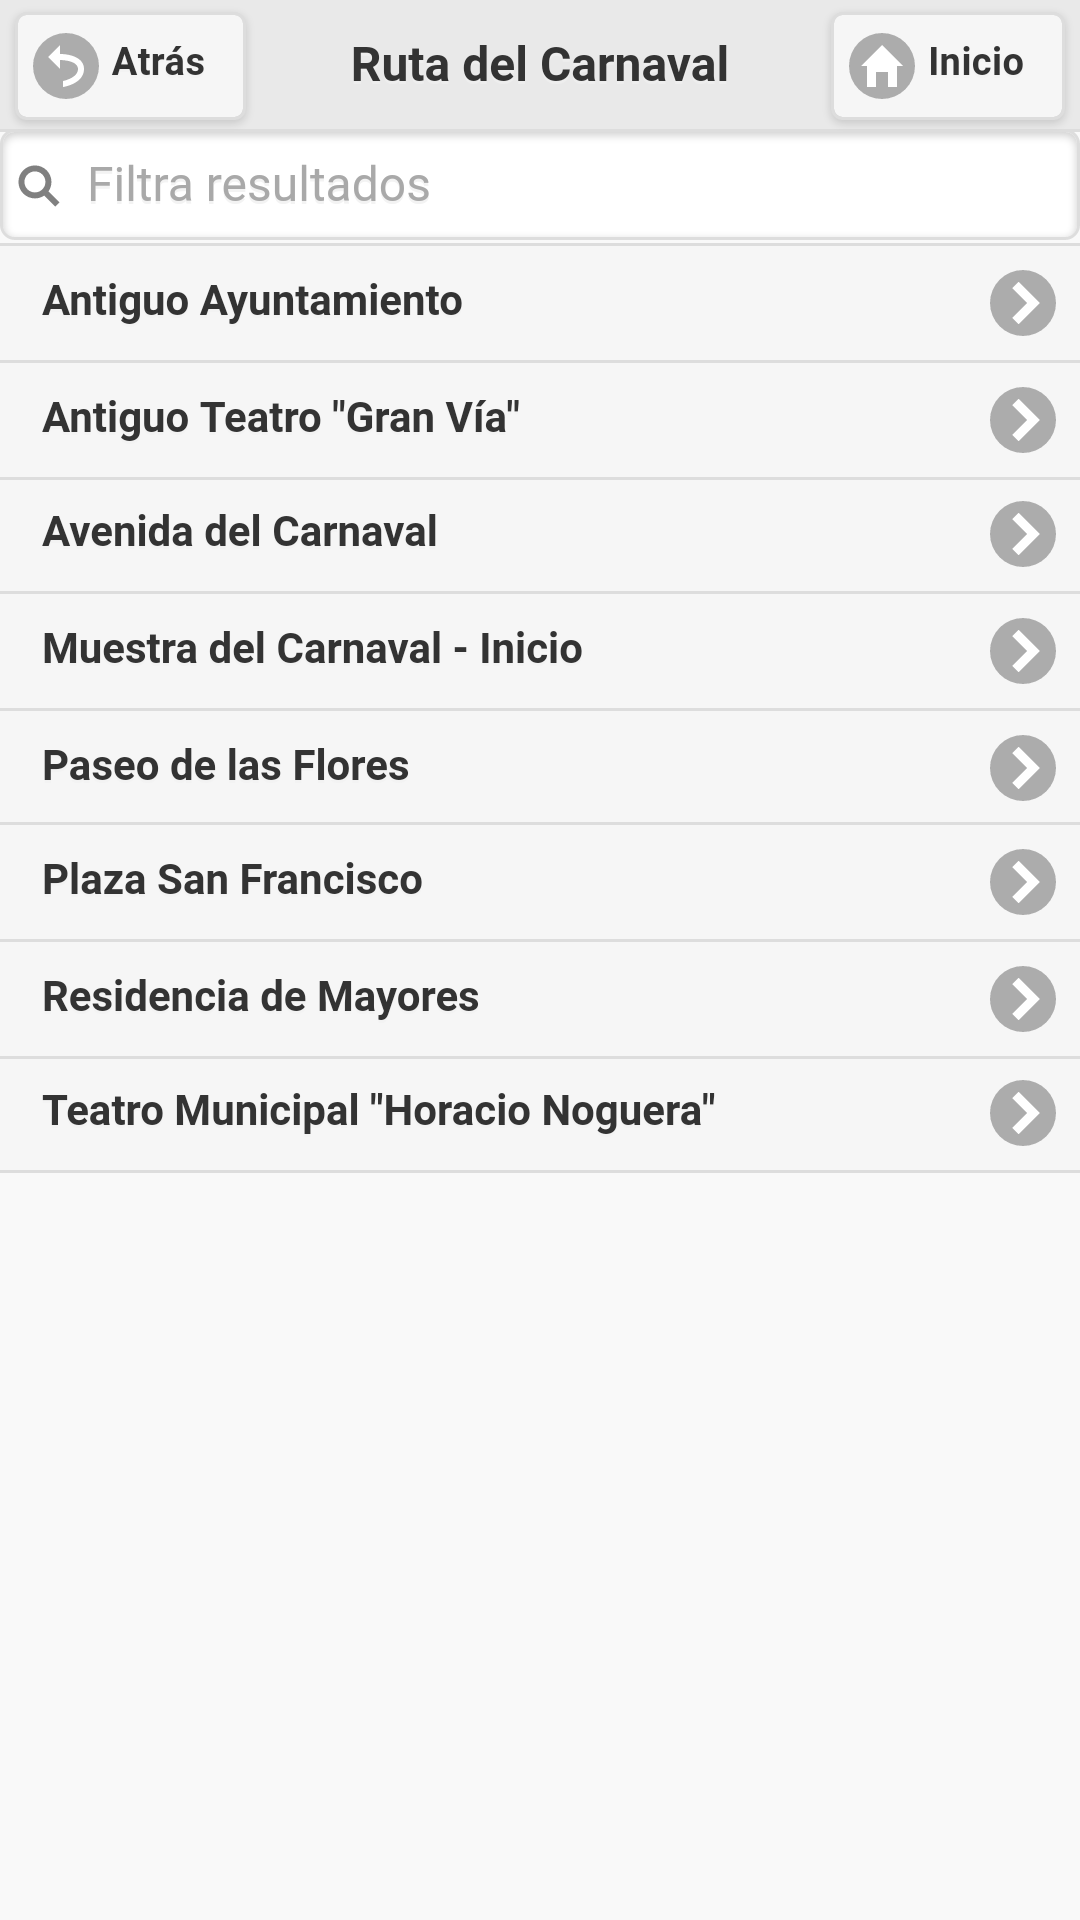 Atrás
Ruta del Carnaval
Inicio
Filtra resultados
Antiguo Ayuntamiento
Antiguo Teatro "Gran Vía"
Avenida del Carnaval
Muestra del Carnaval - Inicio
Paseo de las Flores
Plaza San Francisco
Residencia de Mayores
Teatro Municipal "Horacio Noguera"